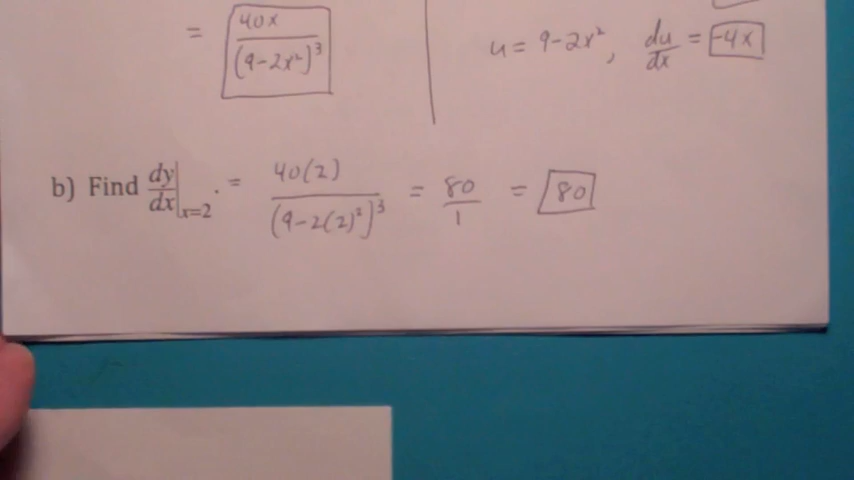 = 40x / (9-2x²)³
u = 9-2x², du/dx = -4x
b) Find dy/dx|x=2. = 40(2) / (9-2(2)²)³ = 80/1 = 80